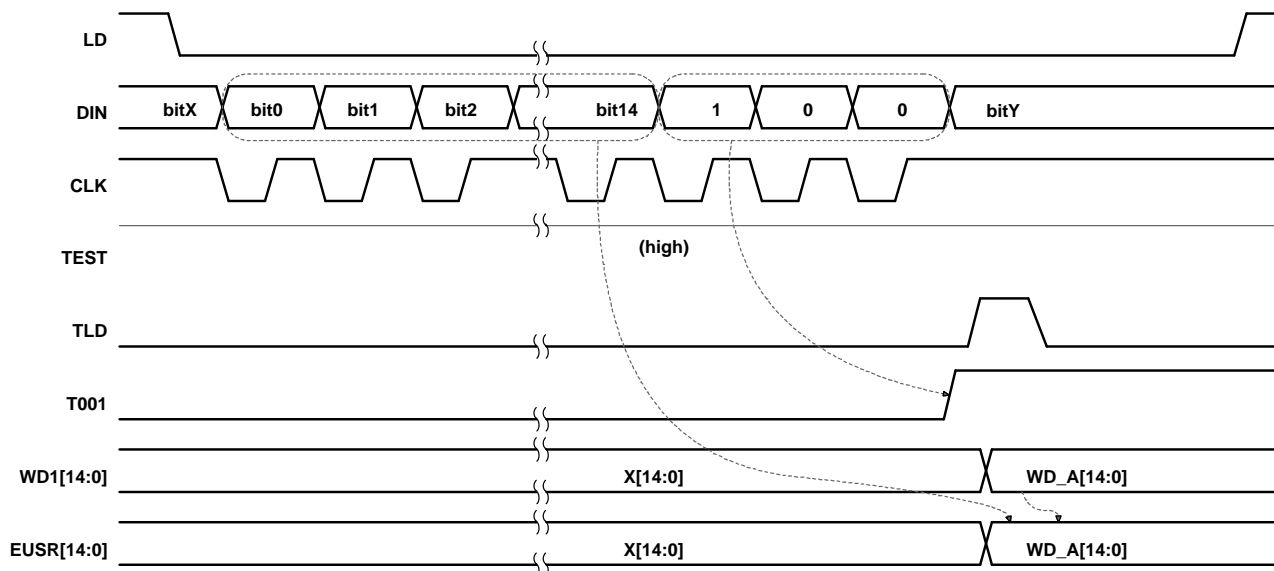 LD
DIN bitX bit0 bit1 bit2 bit14 1 0 0 bitY
CLK
(high)
TEST
TLD
T001
WD1[14:0] X[14:0] WD_A[14:0]
EUSR[14:0] X[14:0] WD_A[14:0]